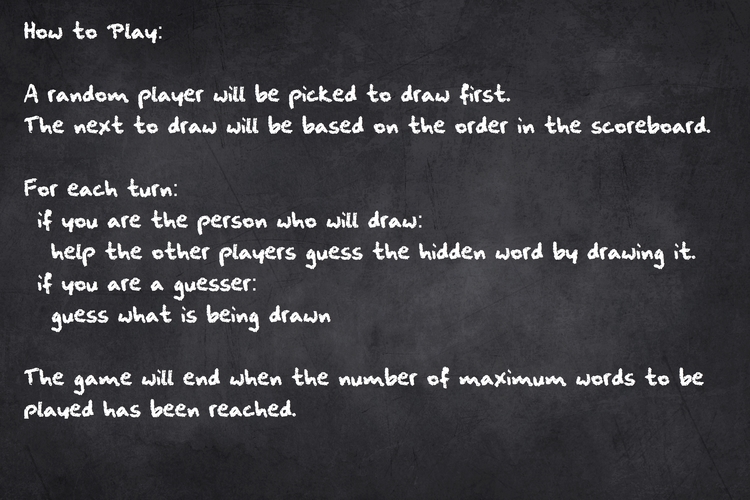 How to Play:
A random player will be picked to draw first.
The next to draw will be based on the order in the scoreboard.
For each turn:
if you are the person who will draw:
help the other players guess the hidden word by drawing it.
if you are a guesser:
guess what is being drawn
The game will end when the number of maximum words to be
played has been reached.